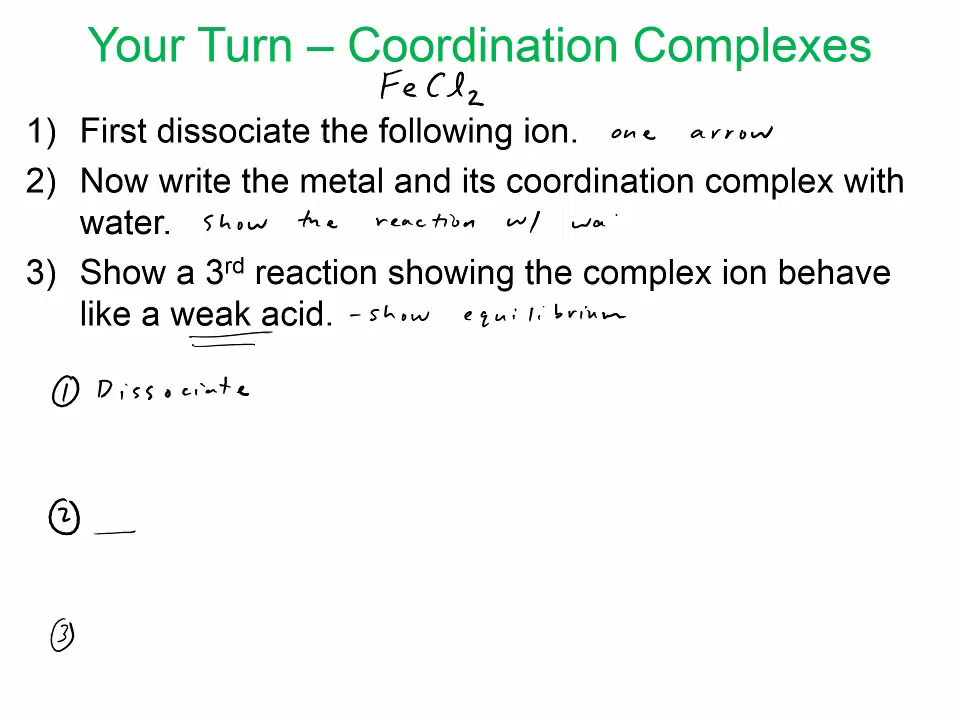 Your Turn – Coordination Complexes
FeCl₂
1) First dissociate the following ion. one arrow
2) Now write the metal and its coordination complex with
water. show the reaction w/ wa
3) Show a 3rd reaction showing the complex ion behave
like a weak acid. - show equilibrium
① Dissociate
②
③